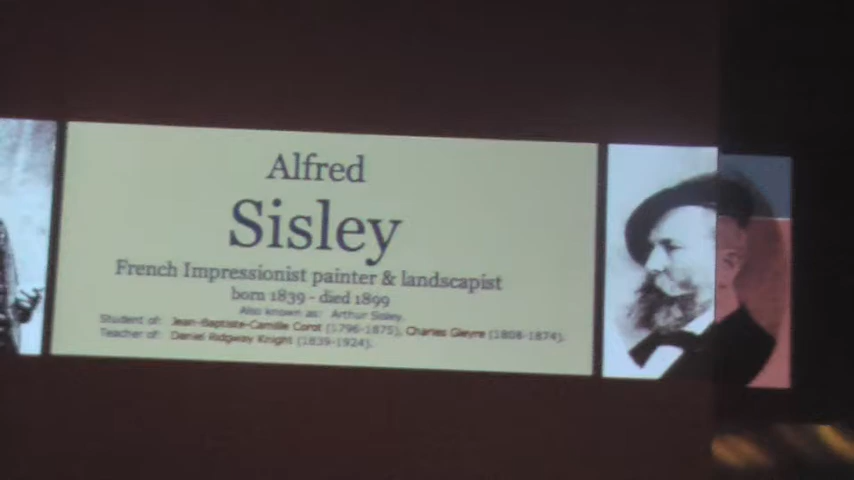 Alfred
Sisley
French Impressionist painter & landscapist
born 1839 - died 1899
Also known as: Arthur Sisley.
Student of: Jean-Baptiste-Camille Corot (1796-1875), Charles Gleyre (1808-1874).
Teacher of: Daniel Ridgway Knight (1839-1924).